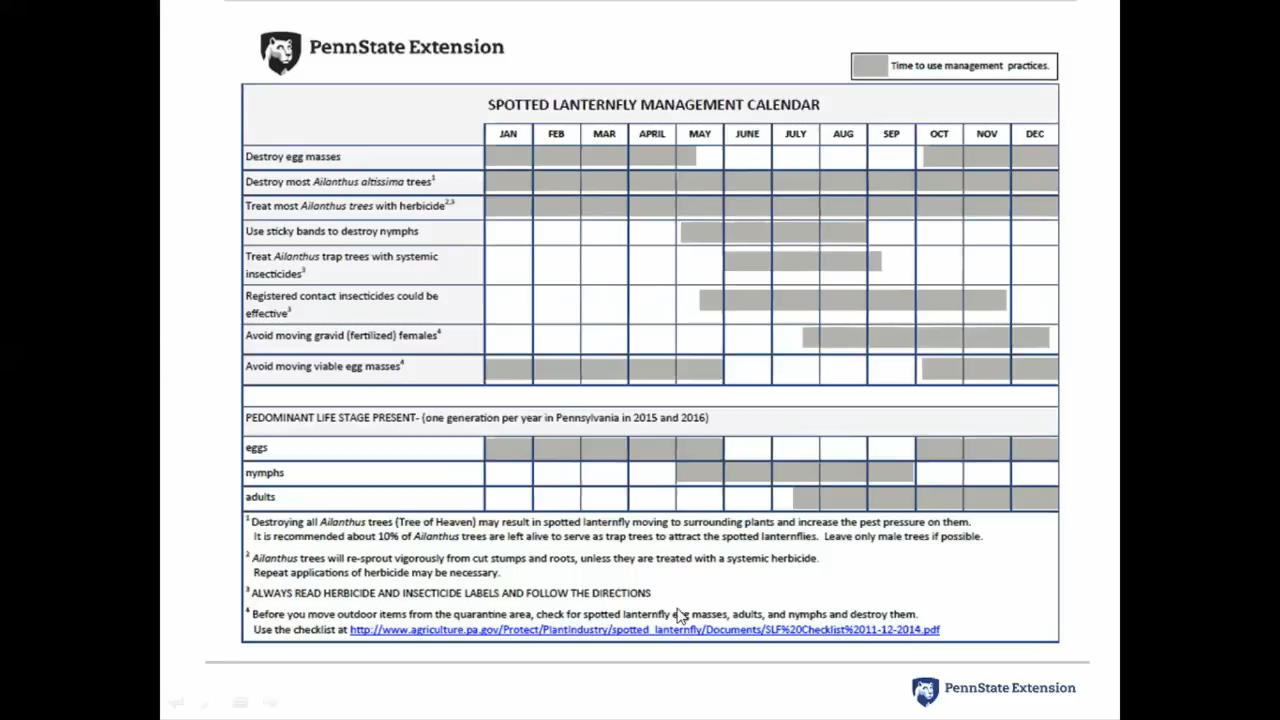 PennState Extension
Time to use management practices.
SPOTTED LANTERNFLY MANAGEMENT CALENDAR
JAN FEB MAR APRIL MAY JUNE JULY AUG SEP OCT NOV DEC
Destroy egg masses
Destroy most Ailanthus altissima trees¹
Treat most Ailanthus trees with herbicide²,³
Use sticky bands to destroy nymphs
Treat Ailanthus trap trees with systemic
insecticides³
Registered contact insecticides could be
effective³
Avoid moving gravid (fertilized) females⁴
Avoid moving viable egg masses⁴
PEDOMINANT LIFE STAGE PRESENT- (one generation per year in Pennsylvania in 2015 and 2016)
eggs
nymphs
adults
¹ Destroying all Ailanthus trees (Tree of Heaven) may result in spotted lanternfly moving to surrounding plants and increase the pest pressure on them.
It is recommended about 10% of Ailanthus trees are left alive to serve as trap trees to attract the spotted lanternflies. Leave only male trees if possible.
² Ailanthus trees will re-sprout vigorously from cut stumps and roots, unless they are treated with a systemic herbicide.
Repeat applications of herbicide may be necessary.
³ ALWAYS READ HERBICIDE AND INSECTICIDE LABELS AND FOLLOW THE DIRECTIONS
⁴ Before you move outdoor items from the quarantine area, check for spotted lanternfly egg masses, adults, and nymphs and destroy them.
Use the checklist at http://www.agriculture.pa.gov/Protect/PlantIndustry/spotted_lanternfly/Documents/SLF%20Checklist%2011-12-2014.pdf
PennState Extension